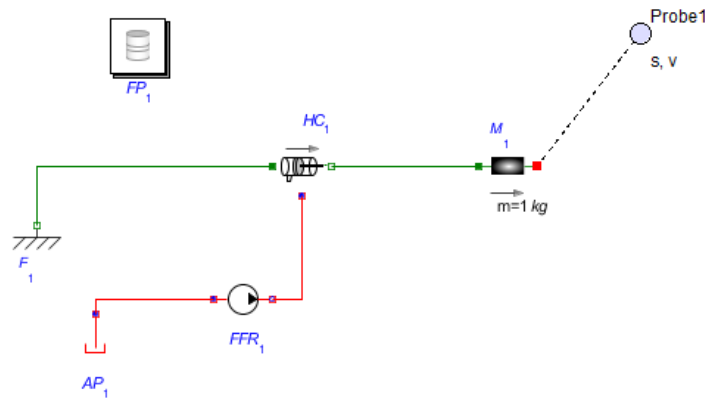 Probe1
s, v
FP1
HC1
M1
m=1 kg
F1
FFR1
AP1